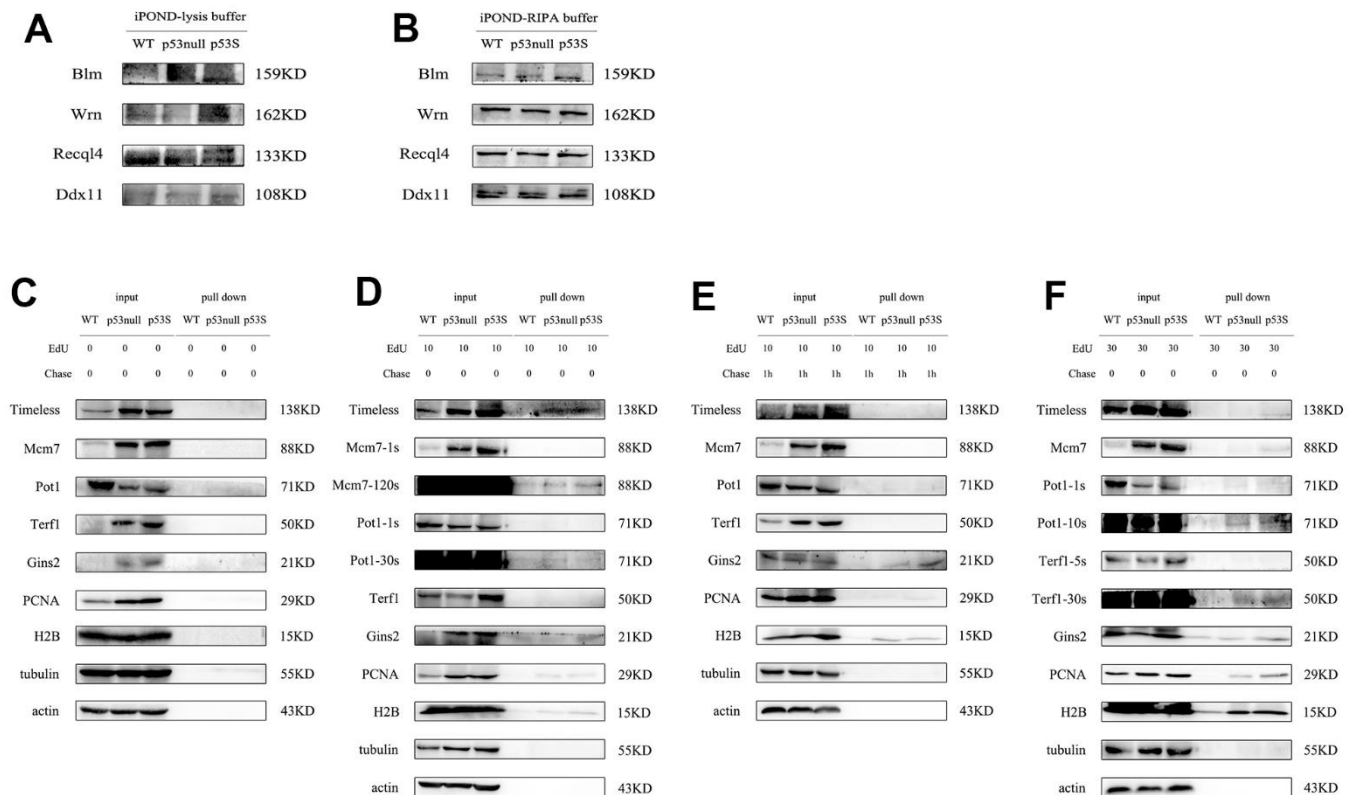 A
iPOND-lysis buffer
WT p53null p53S
Blm 159KD
Wrn 162KD
Recql4 133KD
Ddx11 108KD
B
iPOND-RIPA buffer
WT p53null p53S
Blm 159KD
Wrn 162KD
Recql4 133KD
Ddx11 108KD
C
input pull down
WT p53null p53S WT p53null p53S
EdU 0 0 0 0 0 0
Chase 0 0 0 0 0 0
Timeless 138KD
Mcm7 88KD
Pot1 71KD
Terf1 50KD
Gins2 21KD
PCNA 29KD
H2B 15KD
tubulin 55KD
actin 43KD
D
input pull down
WT p53null p53S WT p53null p53S
EdU 10 10 10 10 10 10
Chase 0 0 0 0 0 0
Timeless 138KD
Mcm7-1s 88KD
Mcm7-120s 88KD
Pot1-1s 71KD
Pot1-30s 71KD
Terf1 50KD
Gins2 21KD
PCNA 29KD
H2B 15KD
tubulin 55KD
actin 43KD
E
input pull down
WT p53null p53S WT p53null p53S
EdU 10 10 10 10 10 10
Chase 1h 1h 1h 1h 1h 1h
Timeless 138KD
Mcm7 88KD
Pot1 71KD
Terf1 50KD
Gins2 21KD
PCNA 29KD
H2B 15KD
tubulin 55KD
actin 43KD
F
input pull down
WT p53null p53S WT p53null p53S
EdU 30 30 30 30 30 30
Chase 0 0 0 0 0 0
Timeless 138KD
Mcm7 88KD
Pot1-1s 71KD
Pot1-10s 71KD
Terf1-5s 50KD
Terf1-30s 50KD
Gins2 21KD
PCNA 29KD
H2B 15KD
tubulin 55KD
actin 43KD